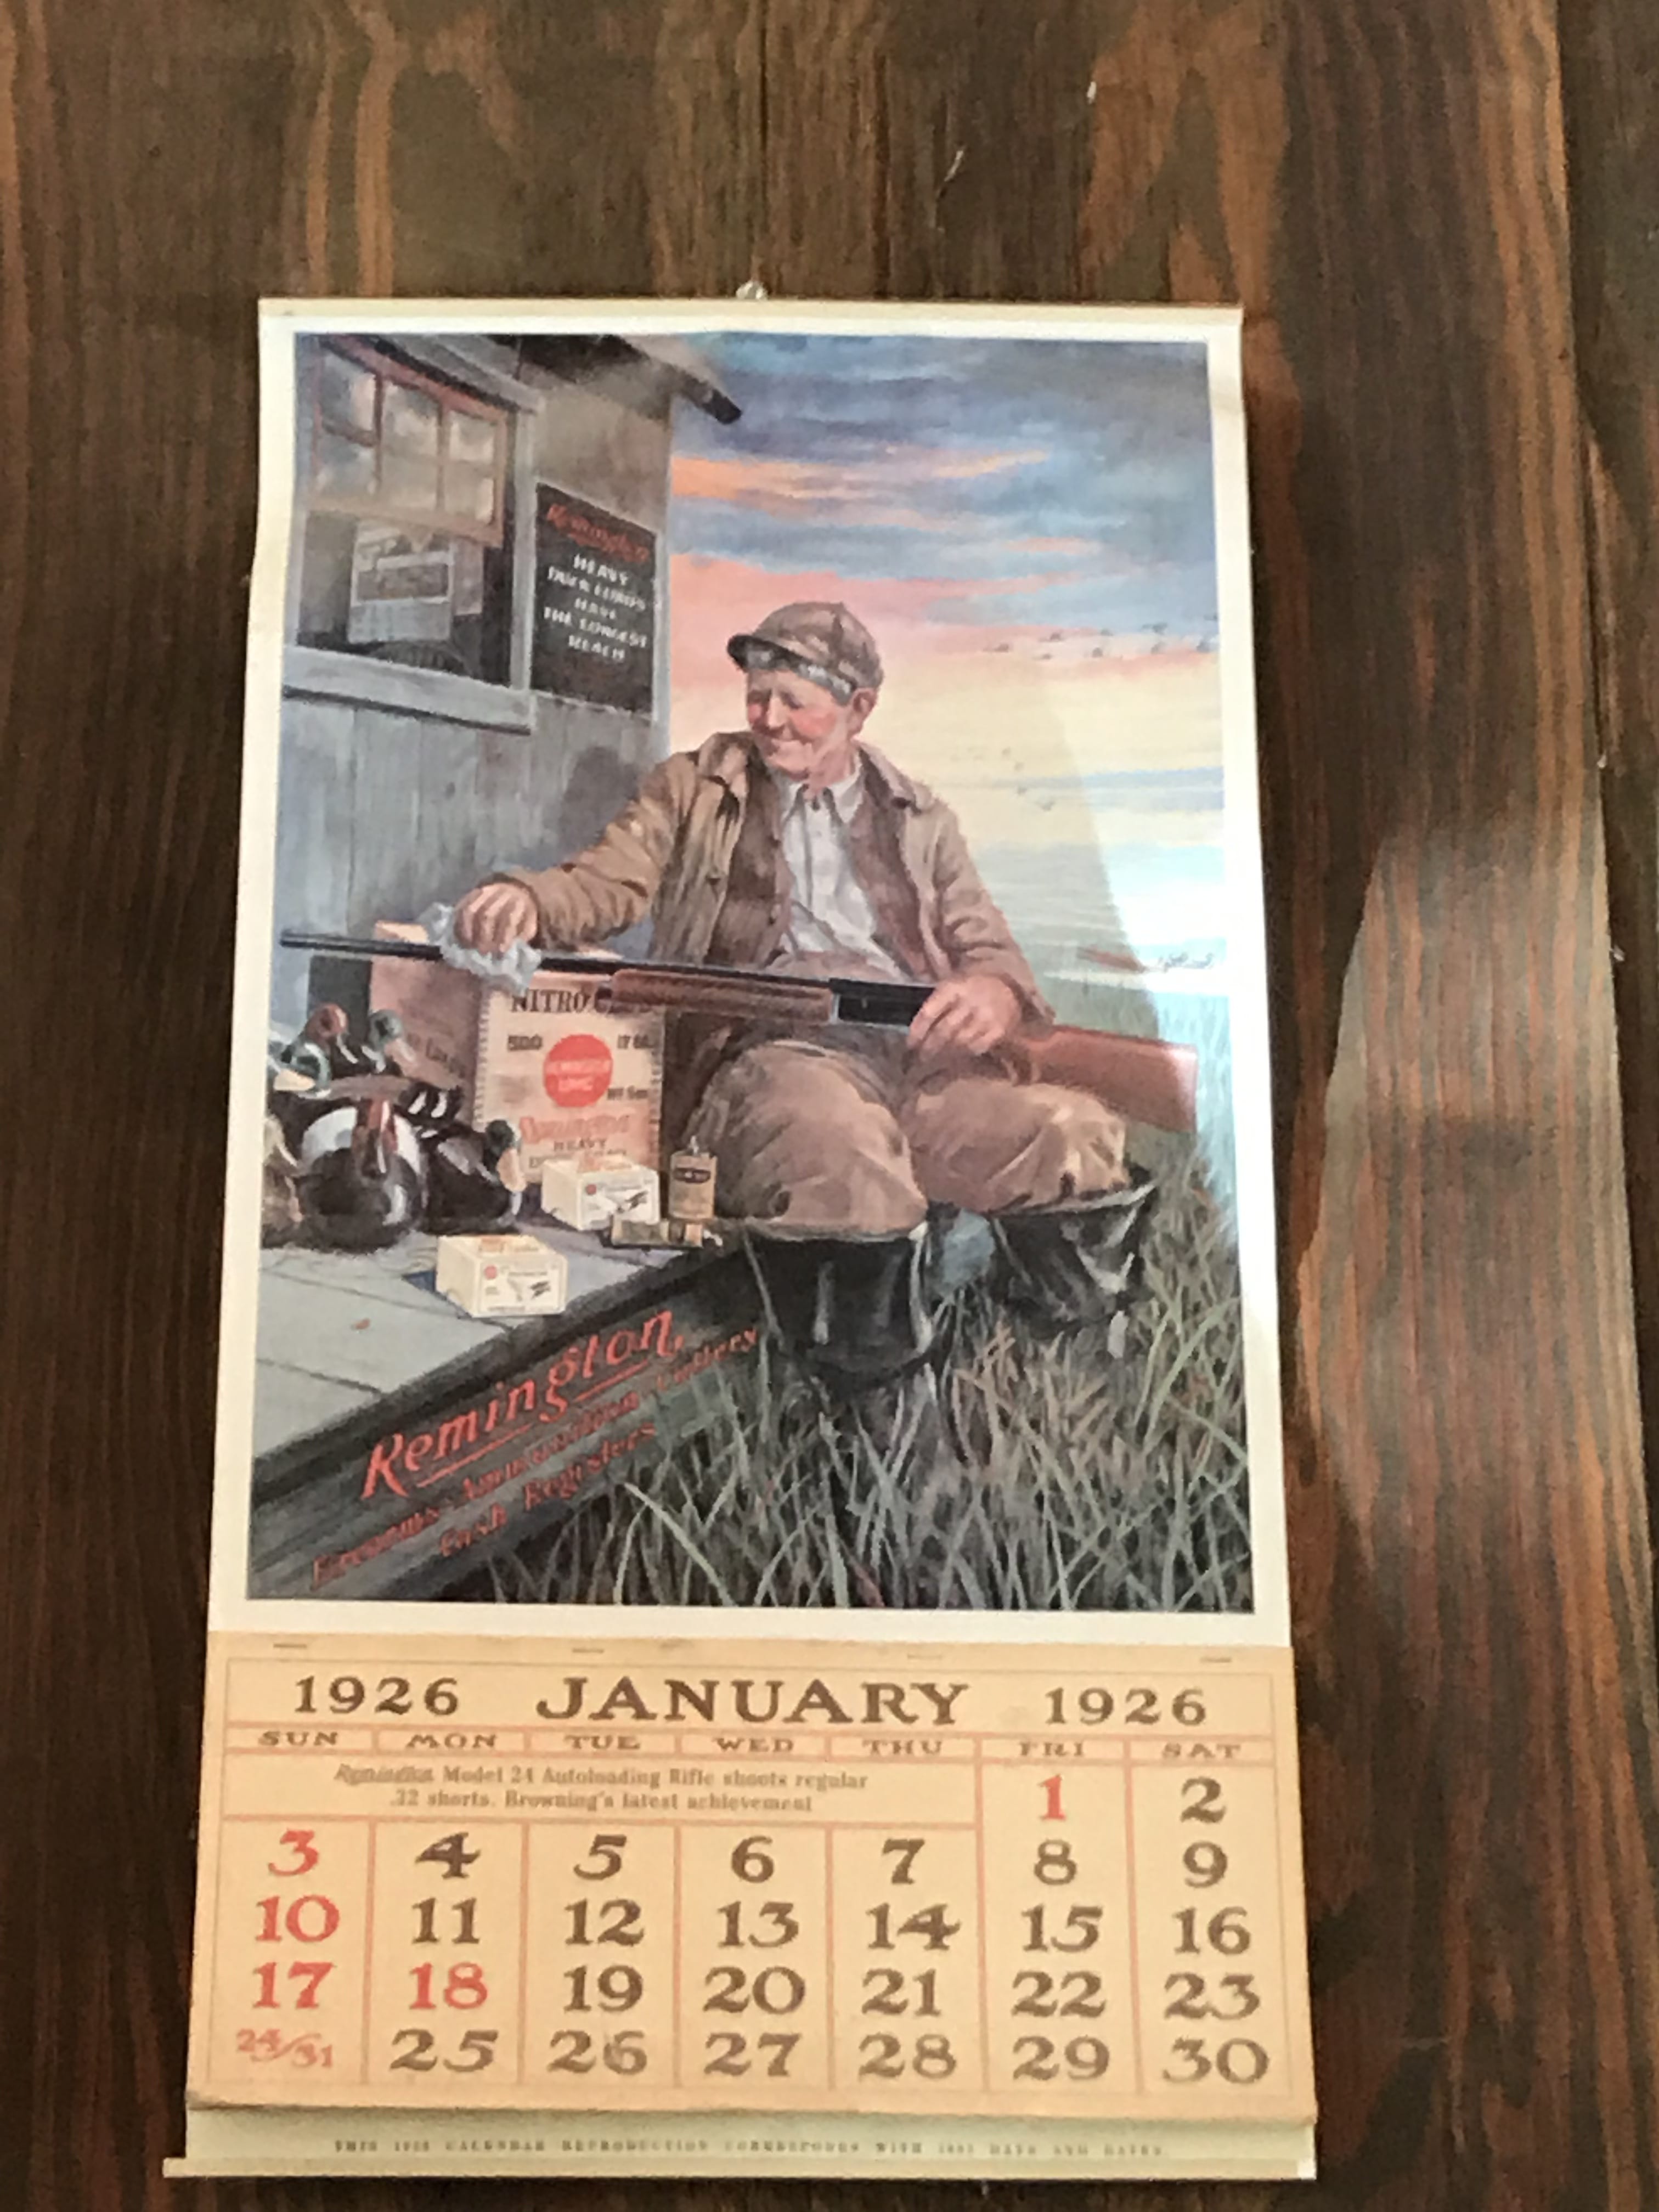 Remington
HEAVY
DUCK LOADS
HAVE
THE LONGEST
REACH
NITRO
500
Remington
HEAVY
Remington,
Firearms Ammunition Cutlery
Cash Registers
1926 JANUARY 1926
SUN MON TUE WED THU FRI SAT
Remington Model 24 Autoloading Rifle shoots regular
.22 shorts. Browning's latest achievement
1 2
3 4 5 6 7 8 9
10 11 12 13 14 15 16
17 18 19 20 21 22 23
24/31 25 26 27 28 29 30
THIS CALENDAR REPRODUCTION CORRESPONDS WITH DAYS AND DATES